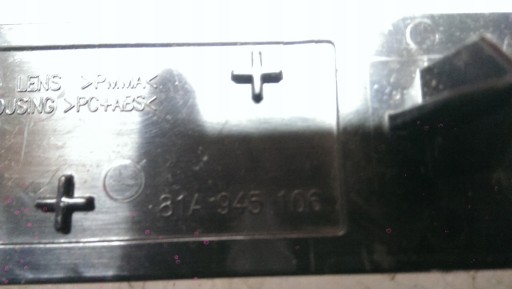 LENS >PMMA<
OUSING >PC+ABS<
81A 945 106